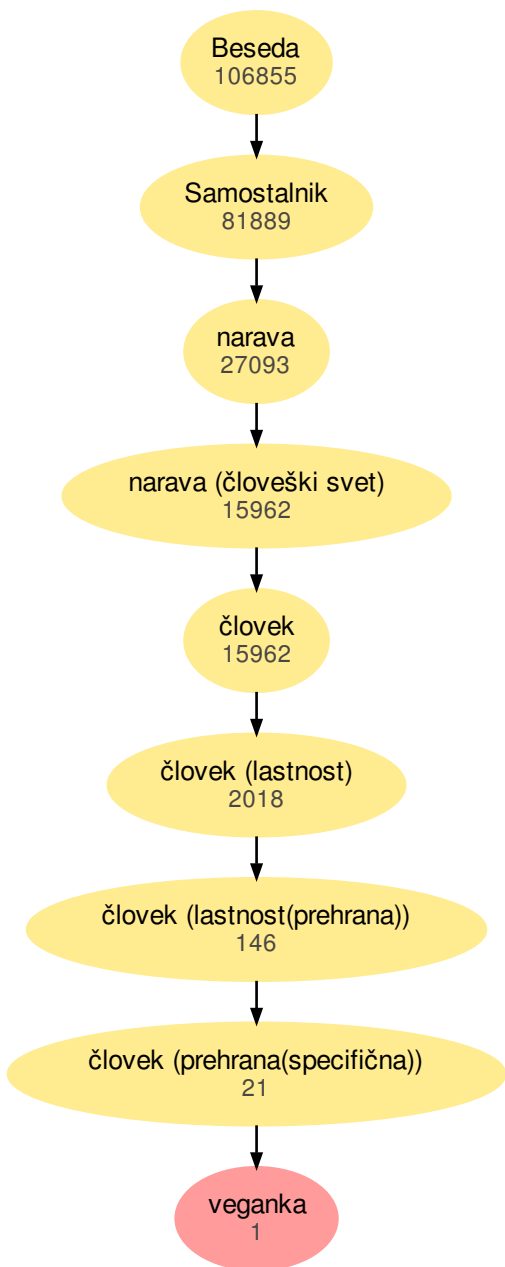 Beseda
106855
Samostalnik
81889
narava
27093
narava (človeški svet)
15962
človek
15962
človek (lastnost)
2018
človek (lastnost(prehrana))
146
človek (prehrana(specifična))
21
veganka
1